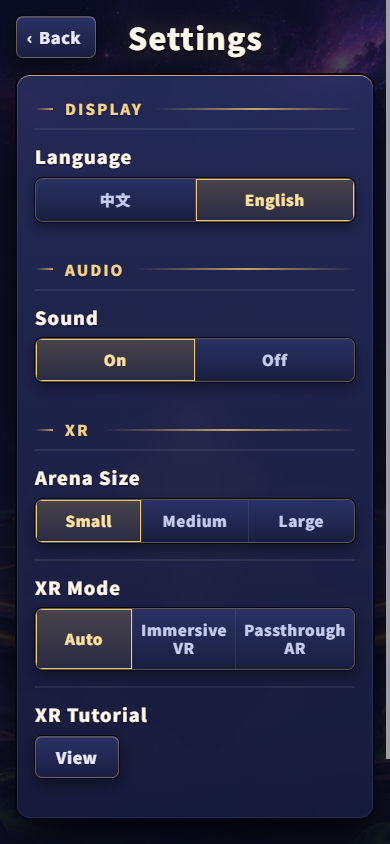 ‹ Back
Settings
DISPLAY
Language
中文
English
AUDIO
Sound
On
Off
XR
Arena Size
Small
Medium
Large
XR Mode
Auto
Immersive
VR
Passthrough
AR
XR Tutorial
View